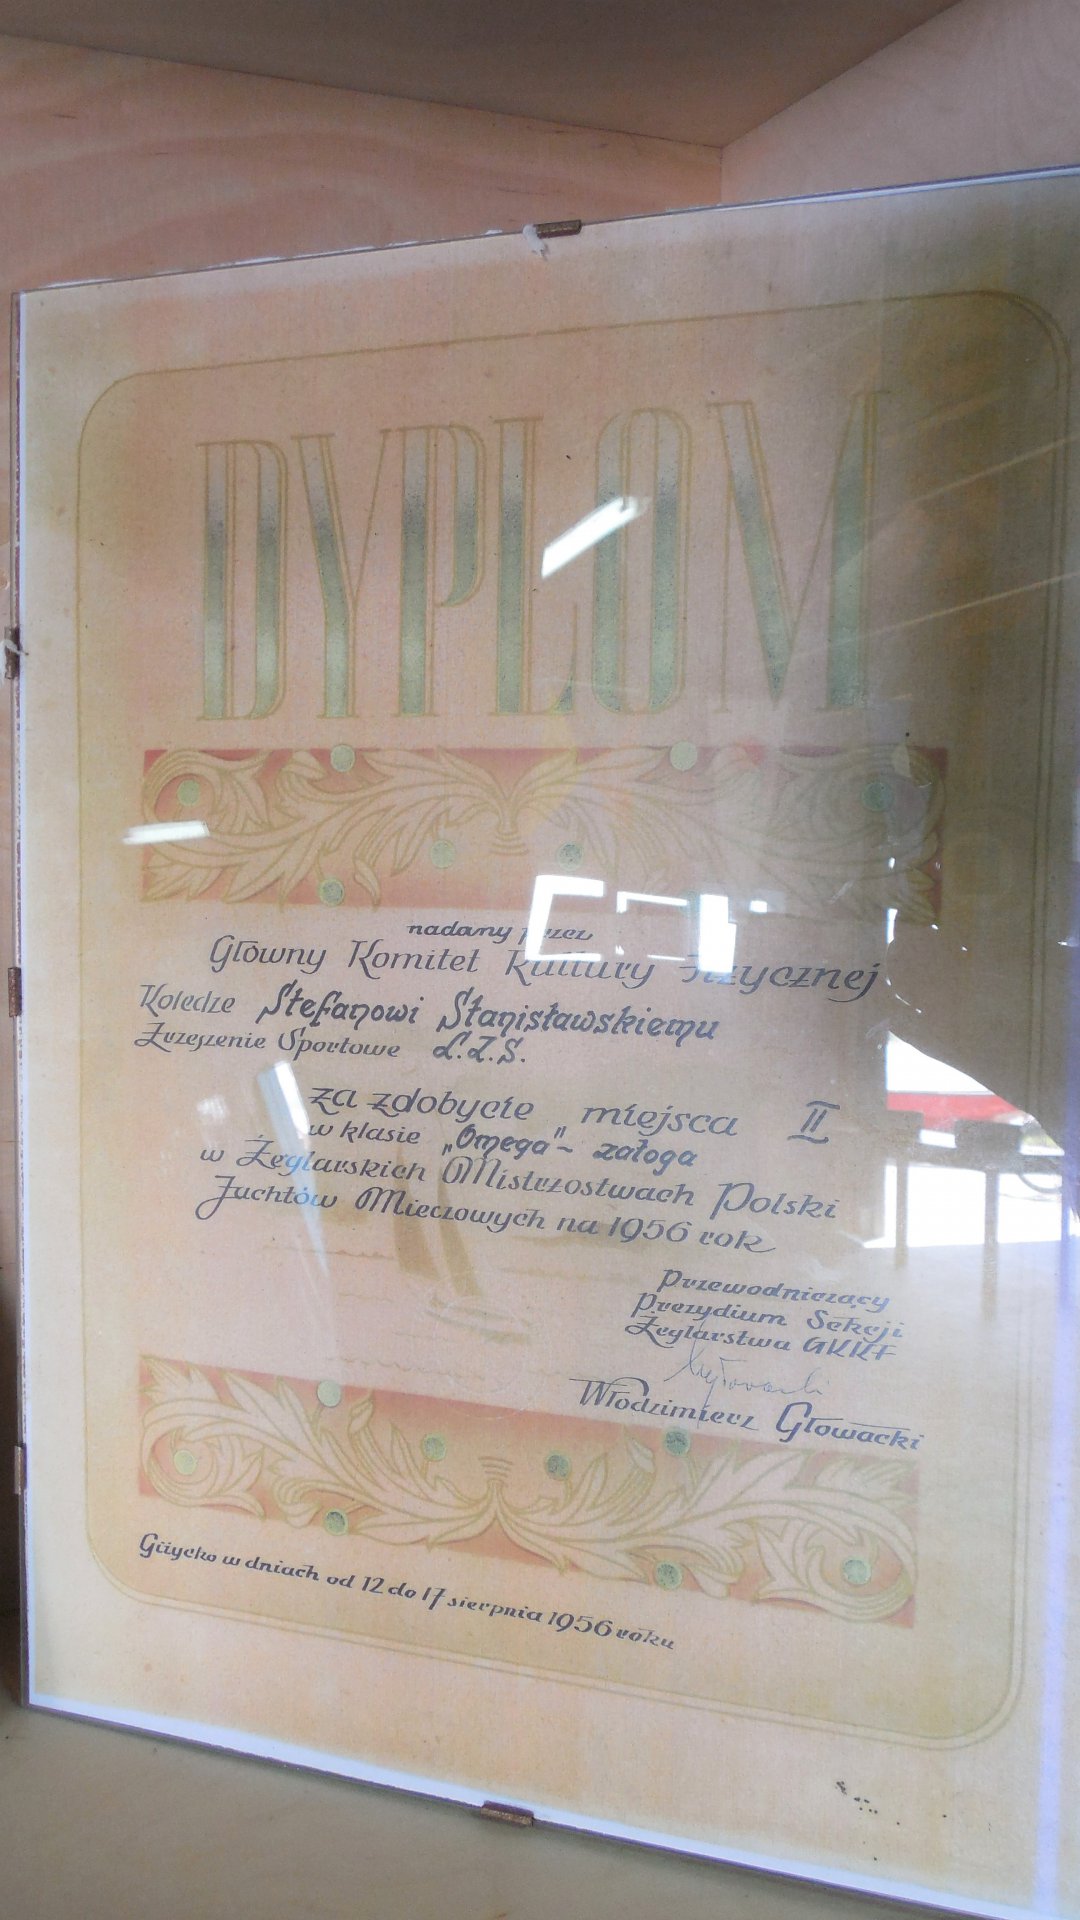 DYPLOM
nadany przez
Główny Komitet Kultury Fizycznej
Koledze Stefanowi Stanisławskiemu
Zrzeszenie Sportowe L.Z.S.
za zdobycie miejsca II
w klasie „Omega" – załoga
w Żeglarskich Mistrzostwach Polski
Jachtów Mieczowych na 1956 rok
Przewodniczący
Prezydium Sekcji
Żeglarstwa GKKF
Włodzimierz Głowacki
Giżycko w dniach od 12 do 17 sierpnia 1956 roku